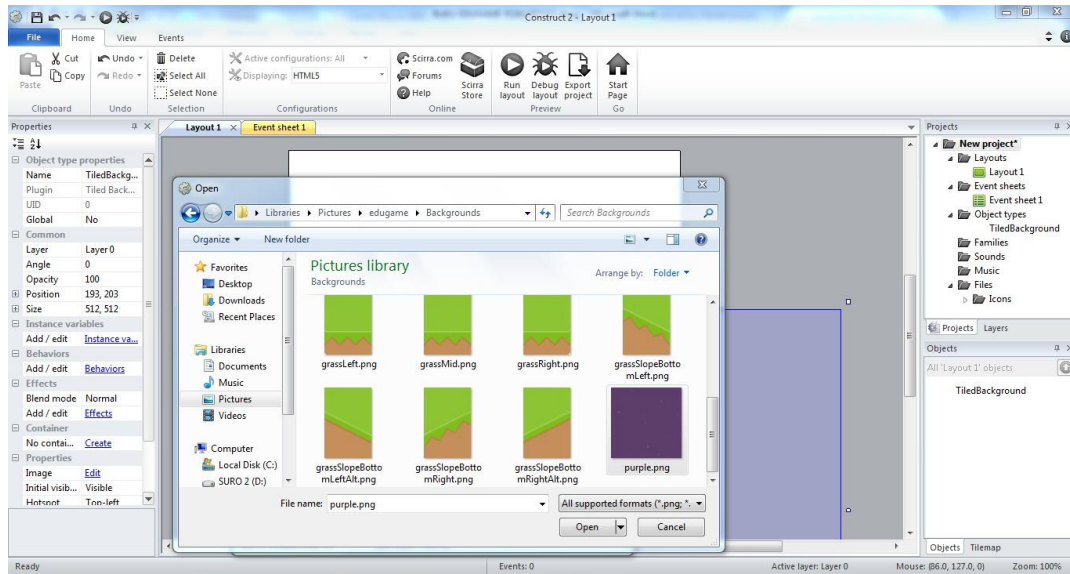 Construct 2 - Layout 1
File Home View Events
Paste
Cut
Copy
Clipboard
Undo
Redo
Undo
Delete
Select All
Select None
Selection
Active configurations: All
Displaying: HTML5
Configurations
Scirra.com
Forums
Help
Scirra Store
Online
Run layout
Debug layout
Export project
Preview
Start Page
Go
Properties
Layout 1
Event sheet 1
Object type properties
Name TiledBackg...
Plugin Tiled Back...
UID 0
Global No
Common
Layer Layer 0
Angle 0
Opacity 100
Position 193, 203
Size 512, 512
Instance variables
Add / edit Instance va...
Behaviors
Add / edit Behaviors
Effects
Blend mode Normal
Add / edit Effects
Container
No contai... Create
Properties
Image Edit
Initial visib... Visible
Hotspot Top-left
Open
Libraries Pictures edugame Backgrounds
Search Backgrounds
Organize New folder
Favorites
Desktop
Downloads
Recent Places
Libraries
Documents
Music
Pictures
Videos
Computer
Local Disk (C:)
SURO 2 (D:)
Pictures library
Backgrounds
Arrange by: Folder
grassLeft.png
grassMid.png
grassRight.png
grassSlopeBotto
mLeft.png
grassSlopeBotto
mLeftAlt.png
grassSlopeBotto
mRight.png
grassSlopeBotto
mRightAlt.png
purple.png
File name: purple.png
All supported formats (*.png; *.
Open Cancel
Projects
New project*
Layouts
Layout 1
Event sheets
Event sheet 1
Object types
TiledBackground
Families
Sounds
Music
Files
Icons
Projects Layers
Objects
All 'Layout 1' objects
TiledBackground
Objects Tilemap
Ready Events: 0 Active layer: Layer 0 Mouse: (86.0, 127.0, 0) Zoom: 100%